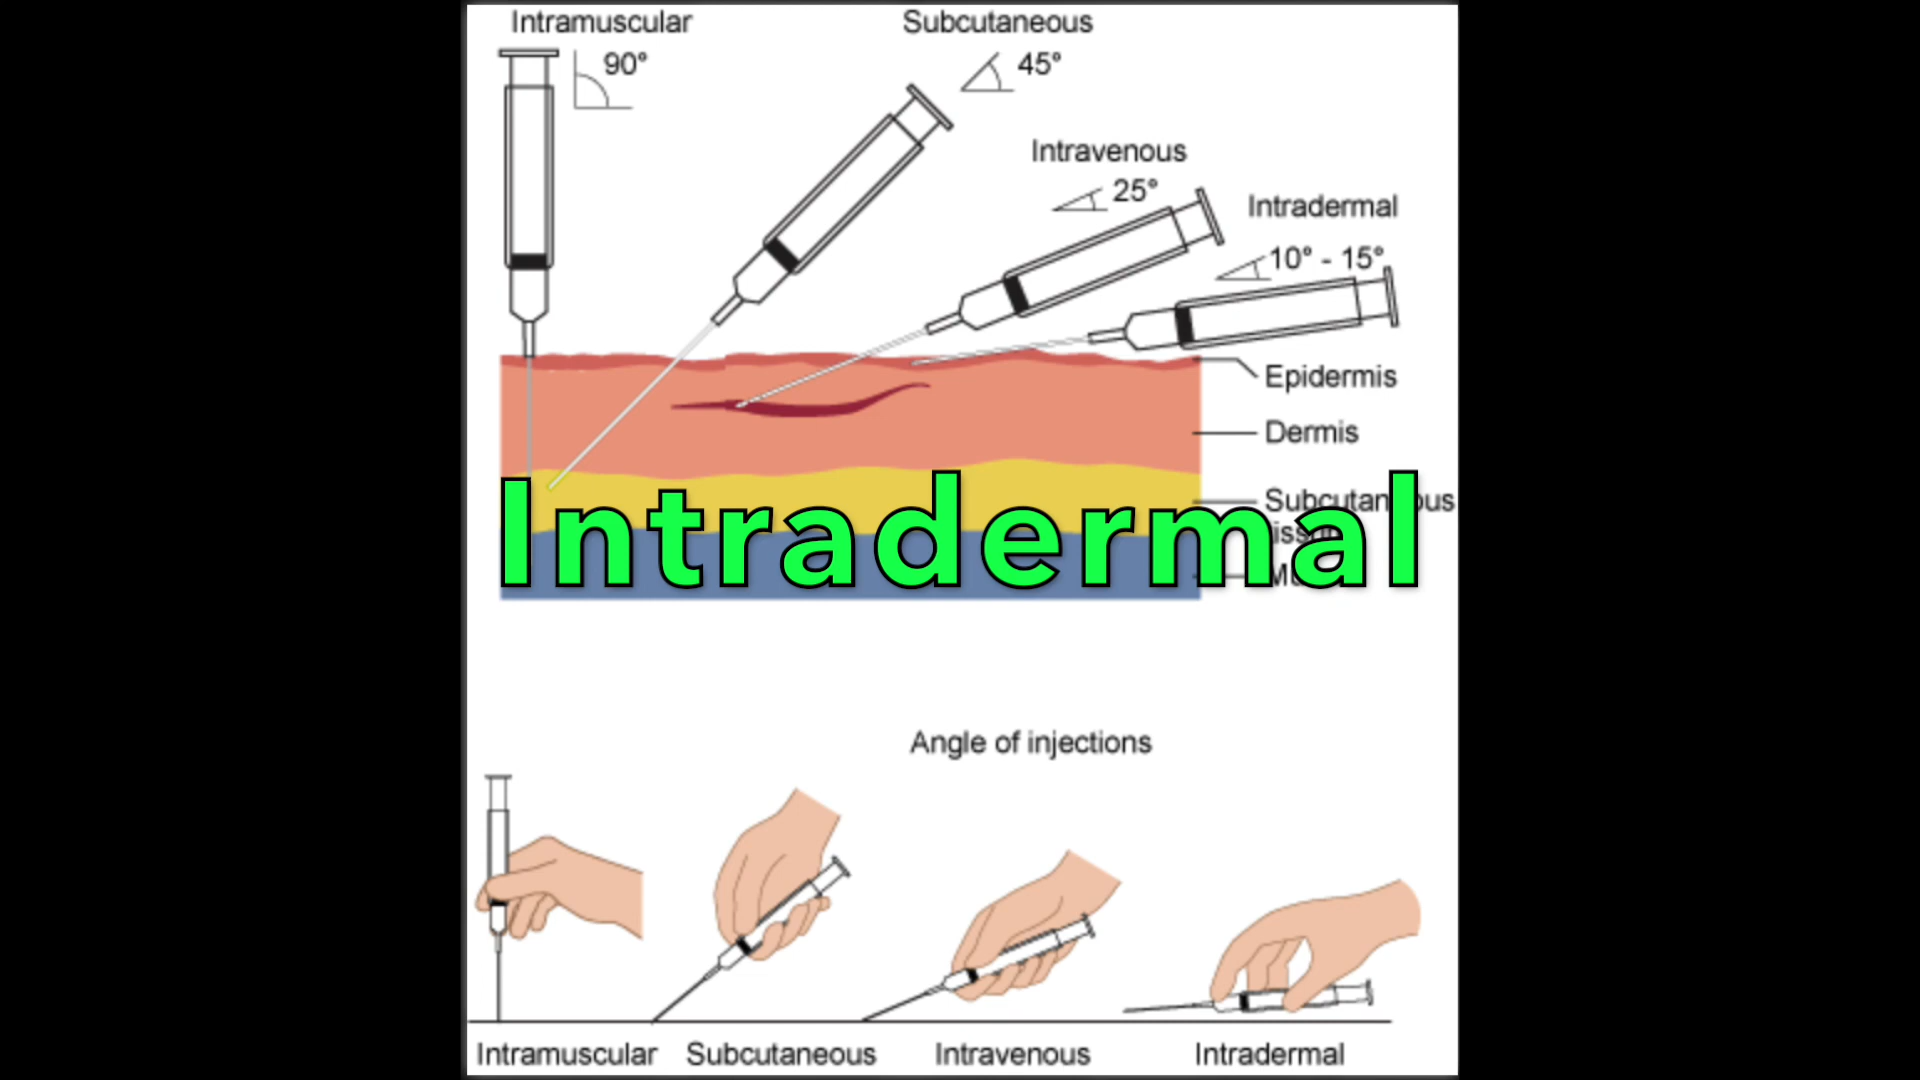 Intramuscular
90°
Subcutaneous
45°
Intravenous
25°
Intradermal
10° - 15°
Epidermis
Dermis
Intradermal
Angle of injections
Intramuscular
Subcutaneous
Intravenous
Intradermal